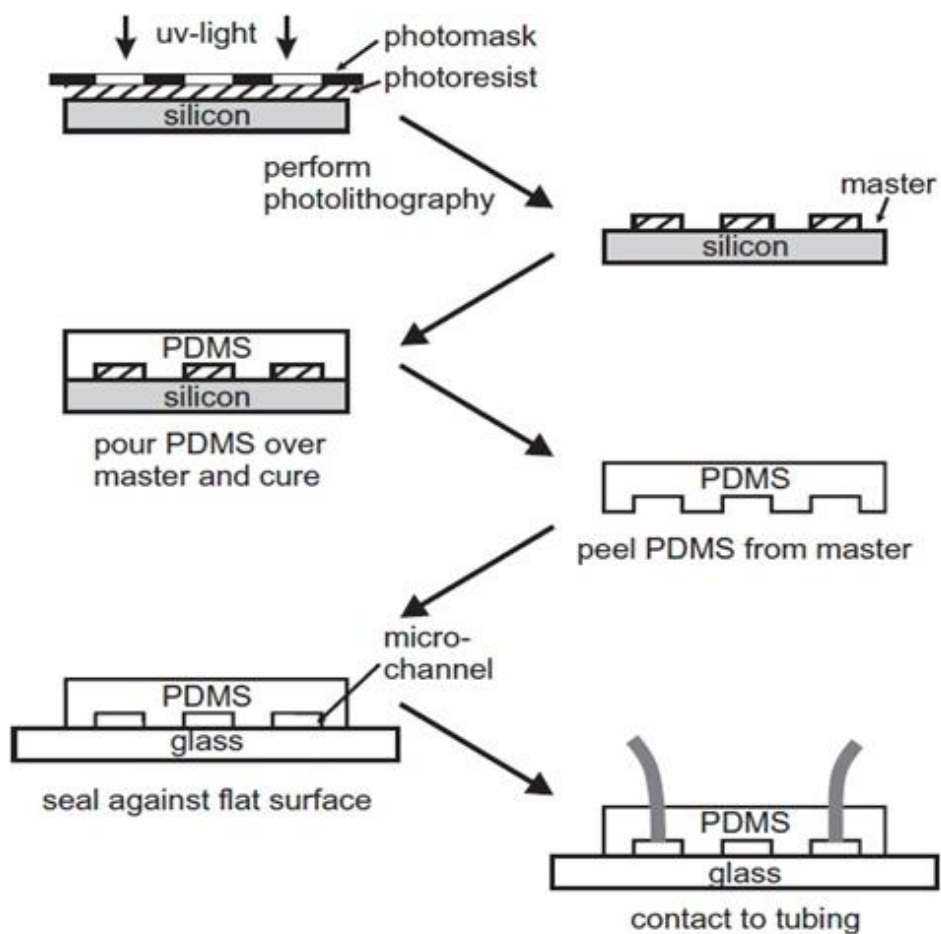 uv-light
photomask
photoresist
silicon
perform
photolithography
master
silicon
PDMS
silicon
pour PDMS over
master and cure
PDMS
peel PDMS from master
micro-
channel
PDMS
glass
seal against flat surface
PDMS
glass
contact to tubing